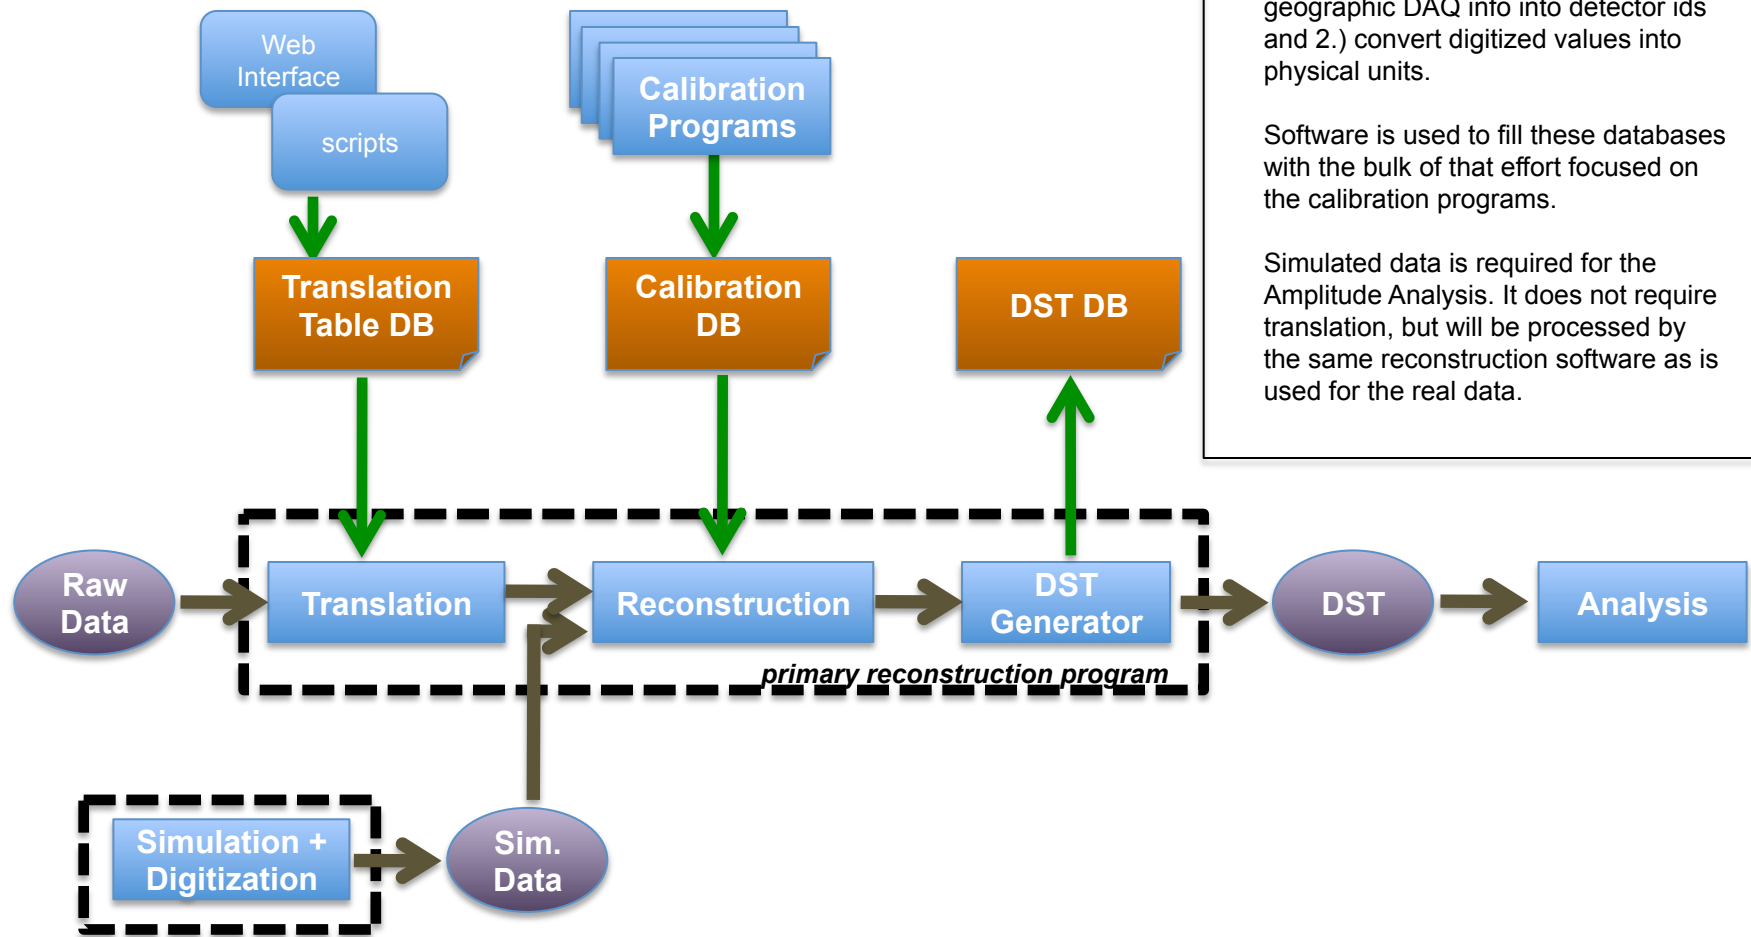 Web
Interface
scripts
Calibration
Programs
geographic DAQ info into detector ids
and 2.) convert digitized values into
physical units.
Software is used to fill these databases
with the bulk of that effort focused on
the calibration programs.
Simulated data is required for the
Amplitude Analysis. It does not require
translation, but will be processed by
the same reconstruction software as is
used for the real data.
Translation
Table DB
Calibration
DB
DST DB
Raw
Data
Translation
Reconstruction
DST
Generator
DST
Analysis
primary reconstruction program
Simulation +
Digitization
Sim.
Data